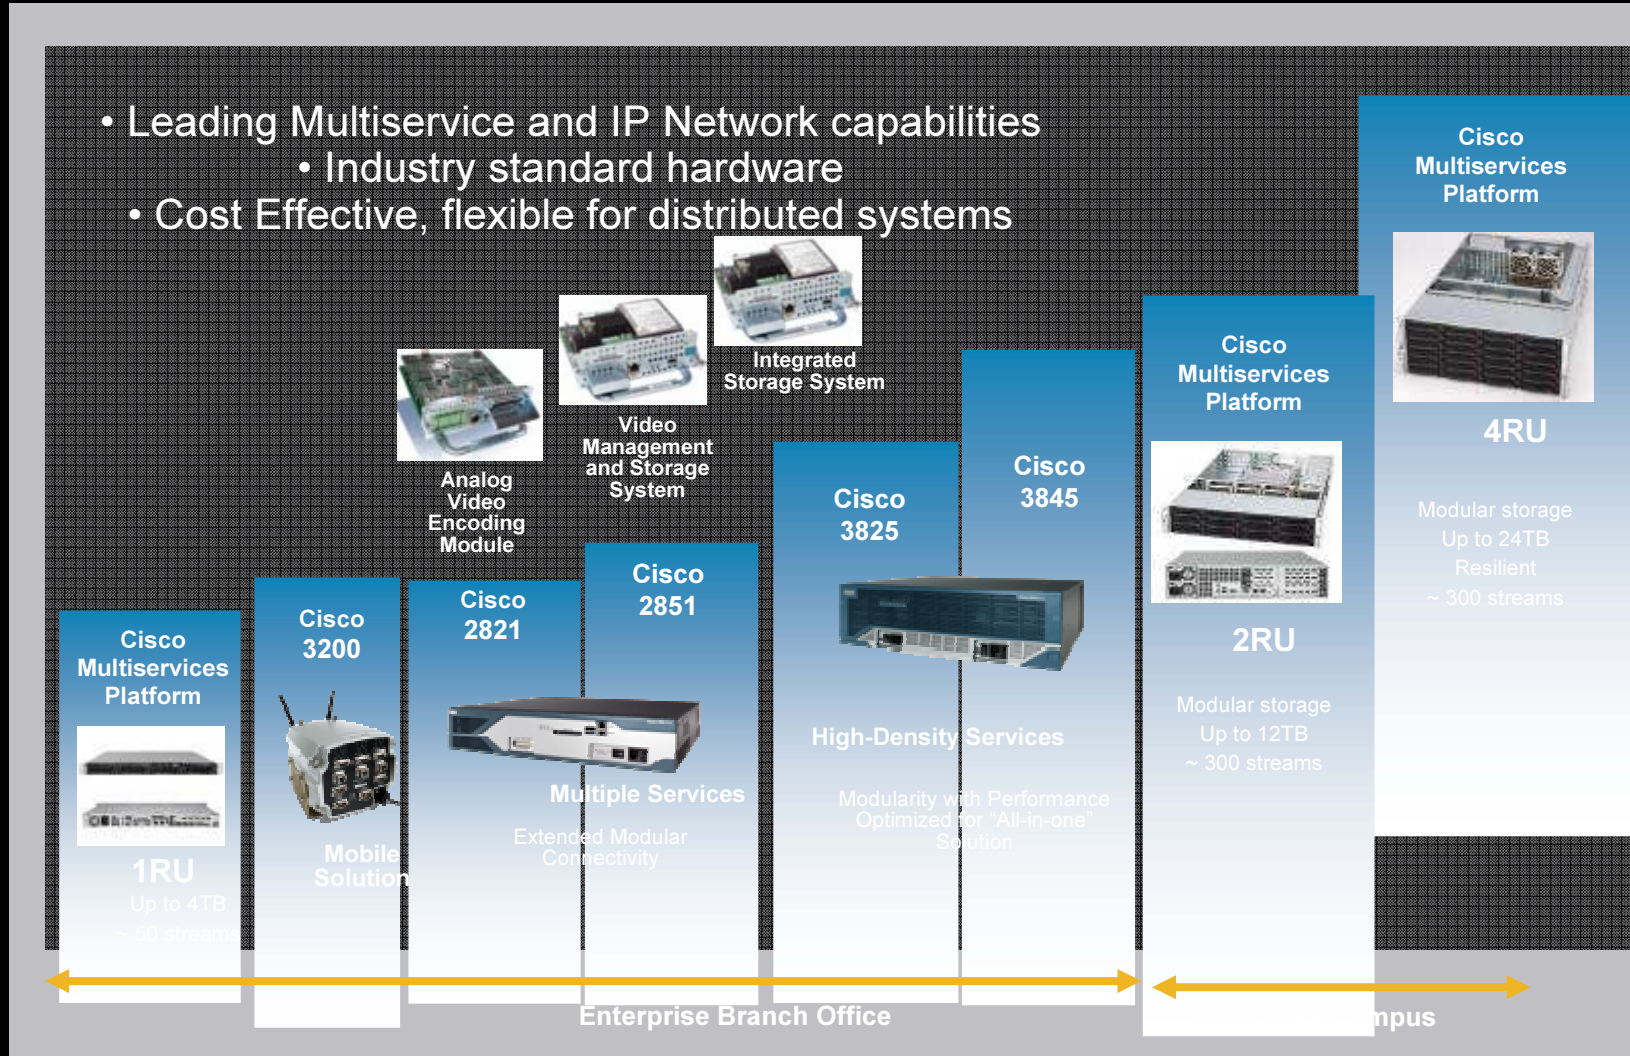 • Leading Multiservice and IP Network capabilities
• Industry standard hardware
• Cost Effective, flexible for distributed systems
Cisco
Multiservices
Platform
1RU
Up to 4TB
~ 50 streams
Cisco
3200
Mobile
Solution
Analog
Video
Encoding
Module
Video
Management
and Storage
System
Integrated
Storage System
Cisco
2821
Cisco
2851
Multiple Services
Extended Modular
Connectivity
Cisco
3825
Cisco
3845
High-Density Services
Modularity with Performance
Optimized for "All-in-one"
Solution
Cisco
Multiservices
Platform
2RU
Modular storage
Up to 12TB
~ 300 streams
Cisco
Multiservices
Platform
4RU
Modular storage
Up to 24TB
Resilient
~ 300 streams
Enterprise Branch Office
mpus